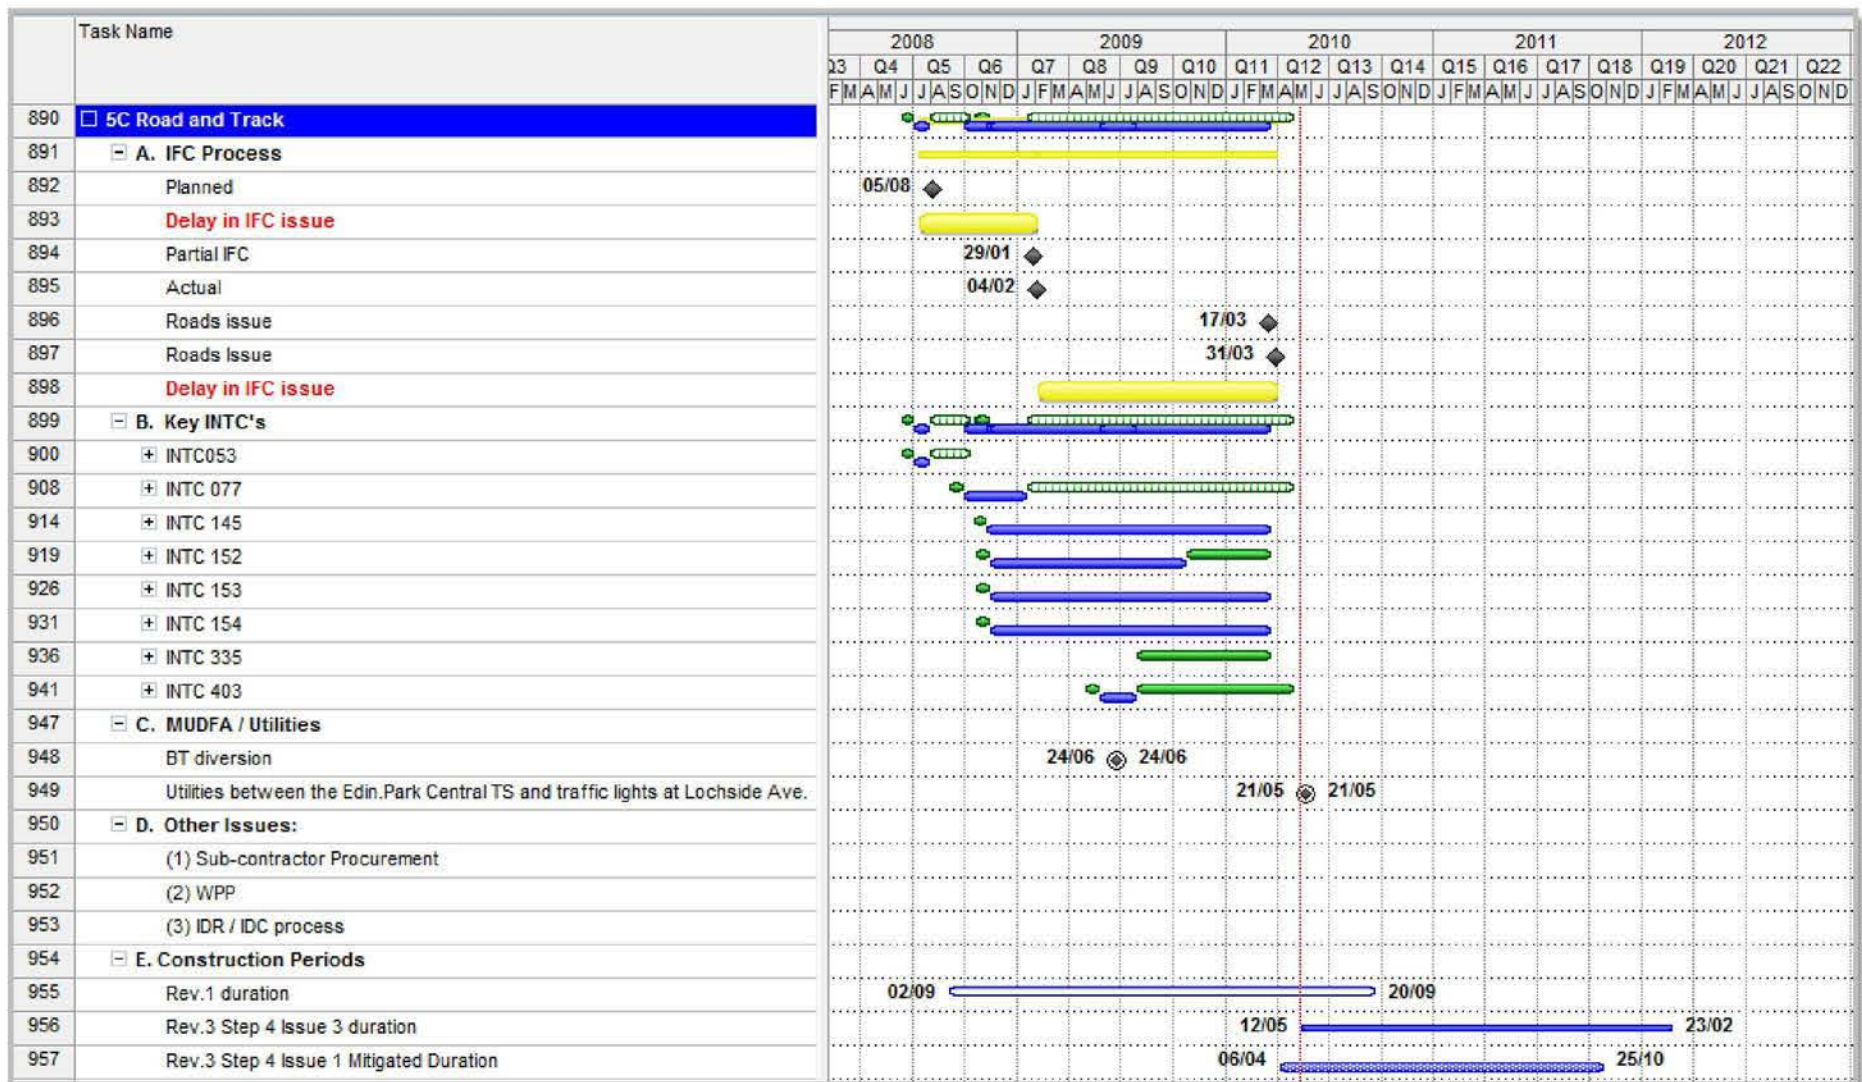 Task Name
2008 2009 2010 2011 2012
Q3 Q4 Q5 Q6 Q7 Q8 Q9 Q10 Q11 Q12 Q13 Q14 Q15 Q16 Q17 Q18 Q19 Q20 Q21 Q22
F M A M J J A S O N D J F M A M J J A S O N D J F M A M J J A S O N D J F M A M J J A S O N D J F M A M J J A S O N D
890 5C Road and Track
891 A. IFC Process
892 Planned 05/08
893 Delay in IFC issue
894 Partial IFC 29/01
895 Actual 04/02
896 Roads issue 17/03
897 Roads Issue 31/03
898 Delay in IFC issue
899 B. Key INTC's
900 INTC053
908 INTC 077
914 INTC 145
919 INTC 152
926 INTC 153
931 INTC 154
936 INTC 335
941 INTC 403
947 C. MUDFA / Utilities
948 BT diversion 24/06 24/06
949 Utilities between the Edin.Park Central TS and traffic lights at Lochside Ave. 21/05 21/05
950 D. Other Issues:
951 (1) Sub-contractor Procurement
952 (2) WPP
953 (3) IDR / IDC process
954 E. Construction Periods
955 Rev.1 duration 02/09 20/09
956 Rev.3 Step 4 Issue 3 duration 12/05 23/02
957 Rev.3 Step 4 Issue 1 Mitigated Duration 06/04 25/10